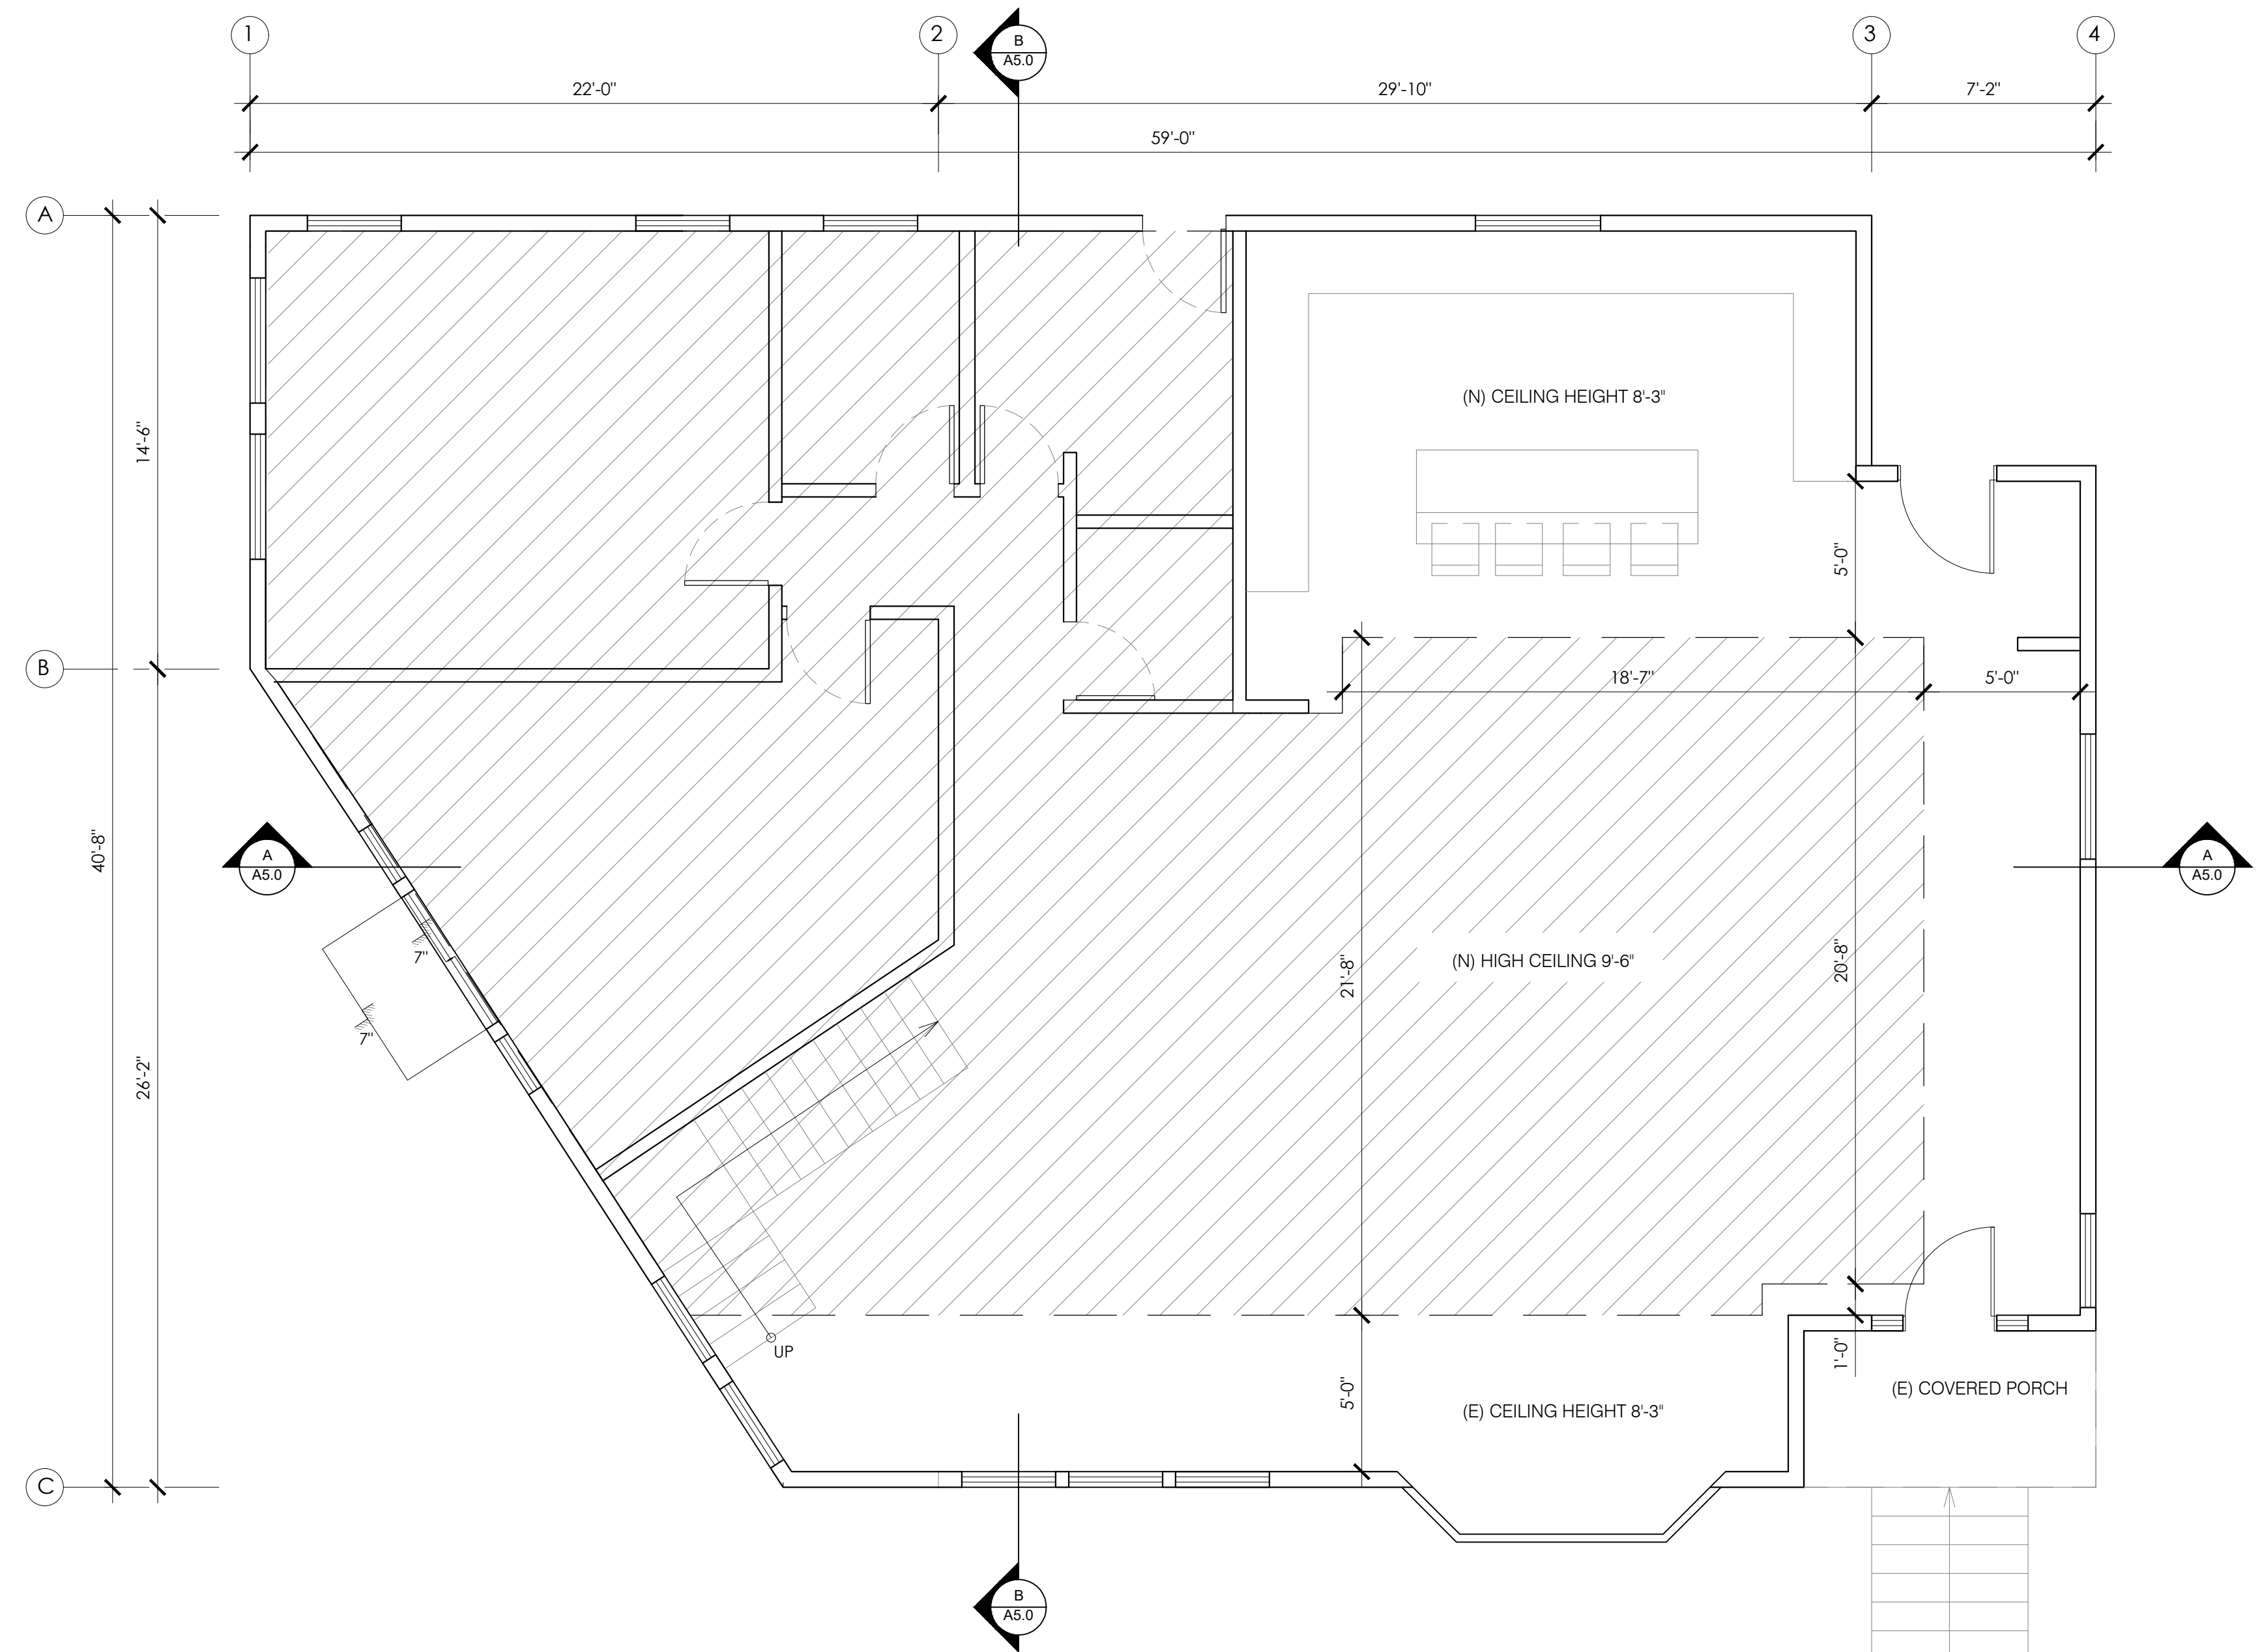 1
2
B
A5.0
3
4
22'-0"
29'-10"
7'-2"
59'-0"
A
(N) CEILING HEIGHT 8'-3"
14'-6"
5'-0"
B
18'-7"
5'-0"
40'-8"
A
A5.0
A
A5.0
7"
21'-8"
(N) HIGH CEILING 9'-6"
20'-8"
7"
26'-2"
UP
1'-0"
5'-0"
(E) CEILING HEIGHT 8'-3"
(E) COVERED PORCH
C
B
A5.0